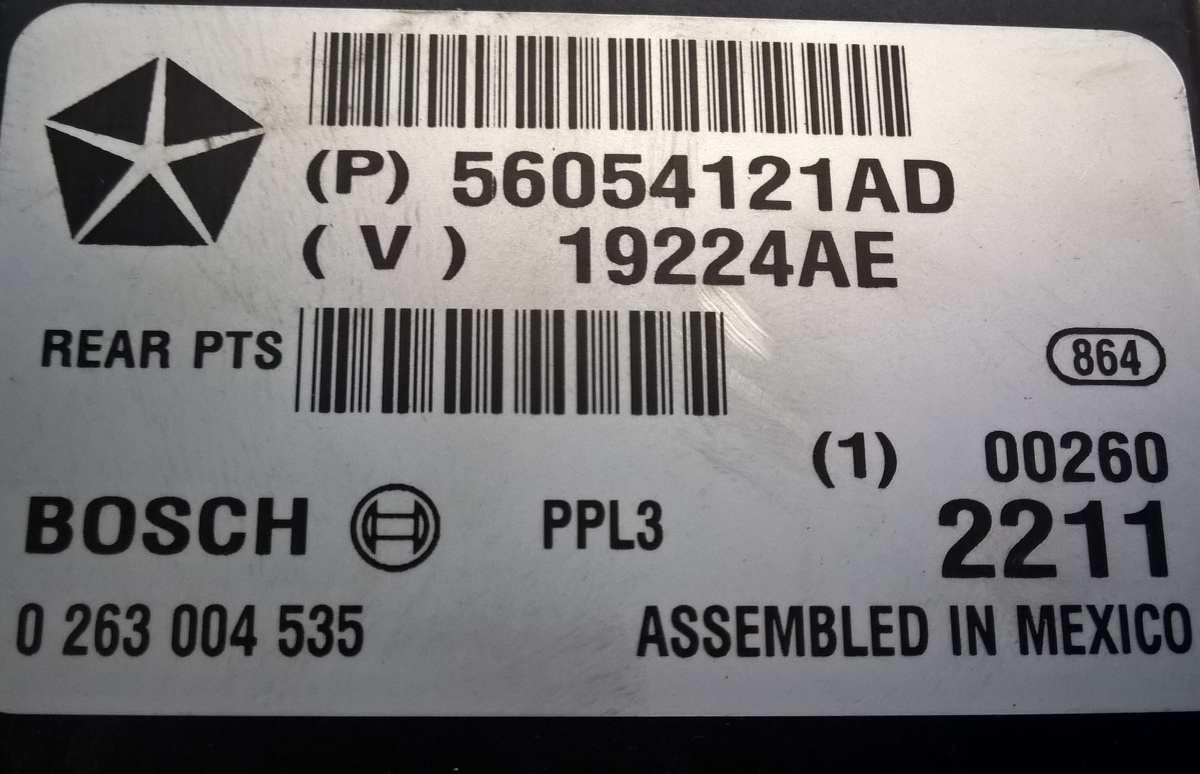 (P) 56054121AD
(V) 19224AE
REAR PTS
864
(1) 00260
BOSCH PPL3 2211
0 263 004 535 ASSEMBLED IN MEXICO